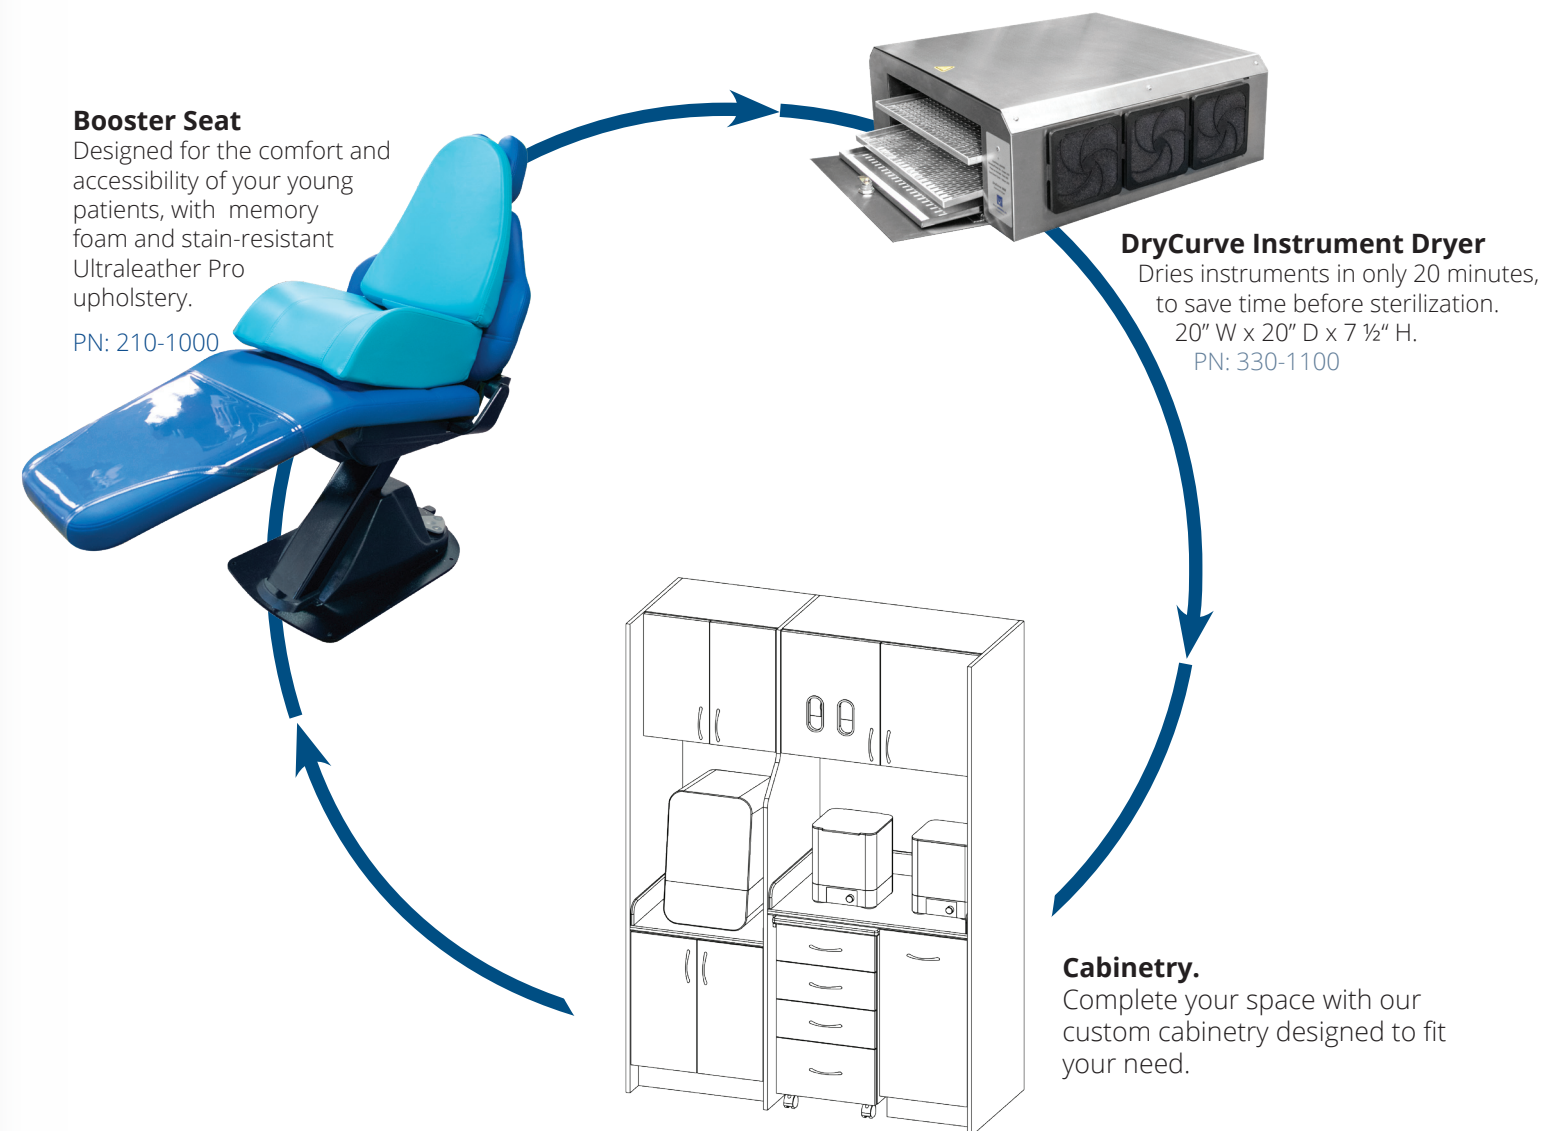 Booster Seat
Designed for the comfort and
accessibility of your young
patients, with  memory
foam and stain-resistant
Ultraleather Pro
upholstery.
PN: 210-1000
DryCurve Instrument Dryer
Dries instruments in only 20 minutes,
to save time before sterilization.
20” W x 20” D x 7 ½“ H.
PN: 330-1100
Cabinetry.
Complete your space with our
custom cabinetry designed to fit
your need.